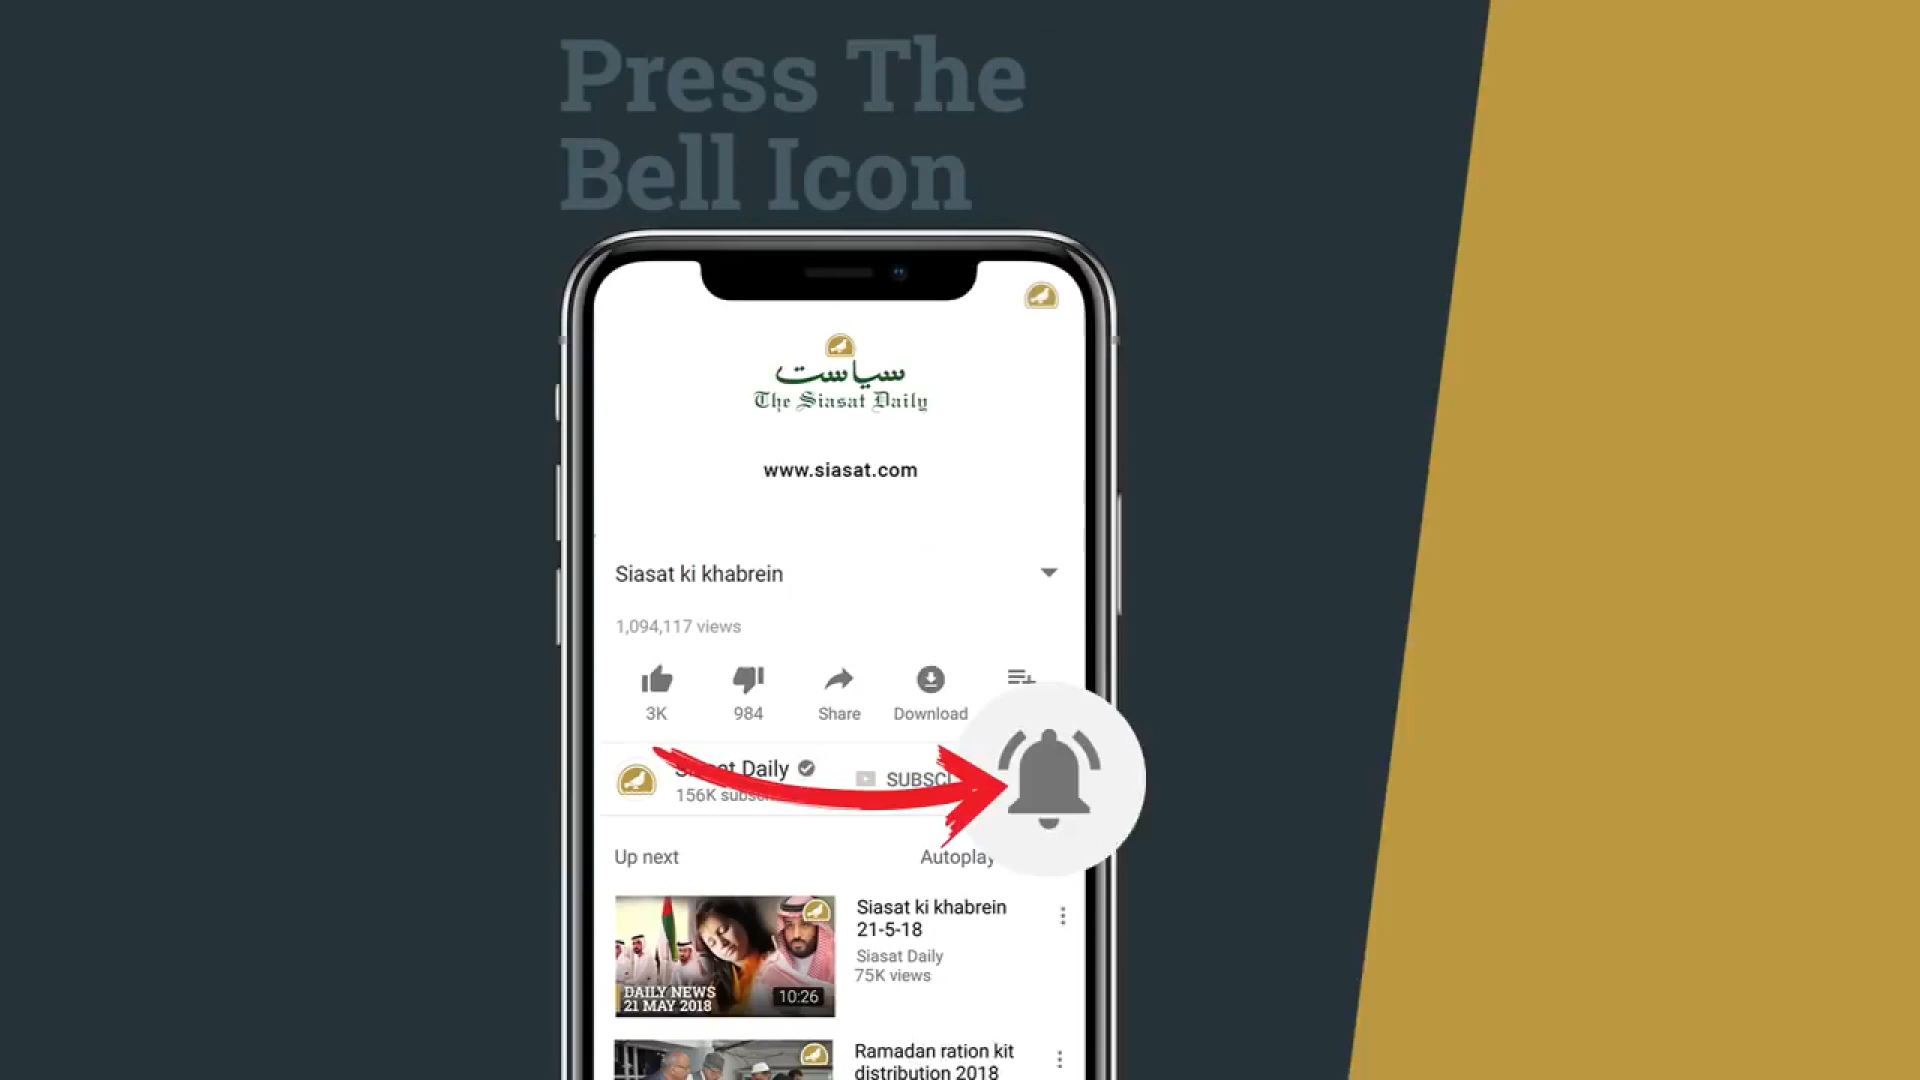 Press The
Bell Icon
سیاست
The Siasat Daily
www.siasat.com
Siasat ki khabrein
1,094,117 views
3K
984
Share
Download
Daily
SUBSC
156K
Up next
Autoplay
Siasat ki khabrein
21-5-18
Siasat Daily
75K views
DAILY NEWS
21 MAY 2018
10:26
Ramadan ration kit
distribution 2018